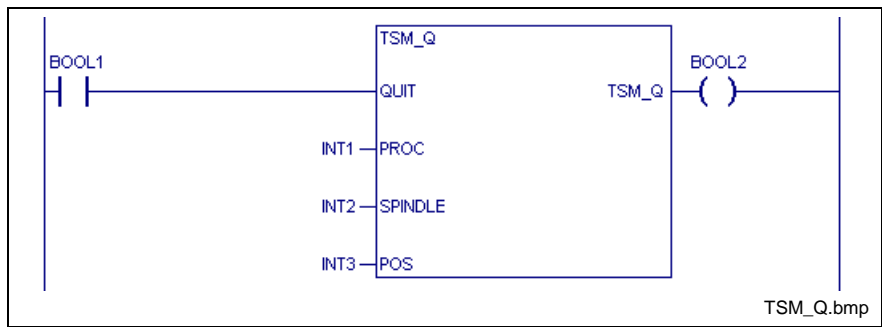 TSM_Q
BOOL1
BOOL2
QUIT
TSM_Q
INT1
PROC
INT2
SPINDLE
INT3
POS
TSM_Q.bmp